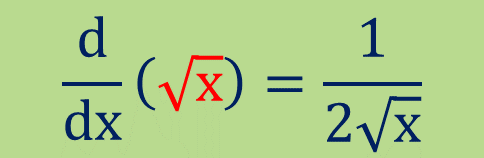 d/dx (√x) = 1/(2√x)